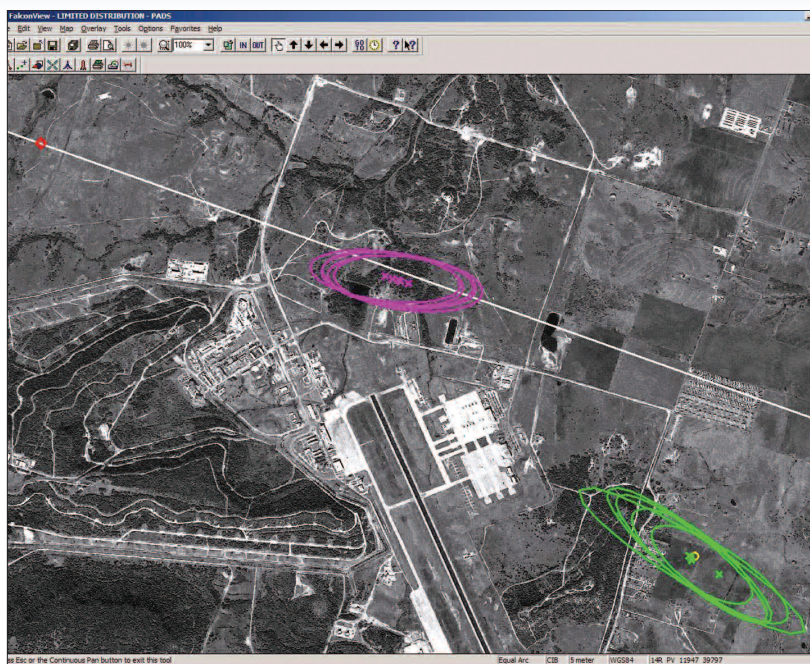 FalconView - LIMITED DISTRIBUTION - PADS
Edit View Map Overlay Tools Options Favorites Help
100% IN OUT ? ?
ss Esc or the Continuous Pan button to exit this tool Equal Arc CIB 5 meter WGS84 14R PV 11947 39797